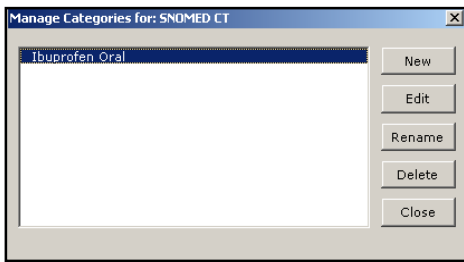 Manage Categories for: SNOMED CT
Ibuprofen Oral
New
Edit
Rename
Delete
Close